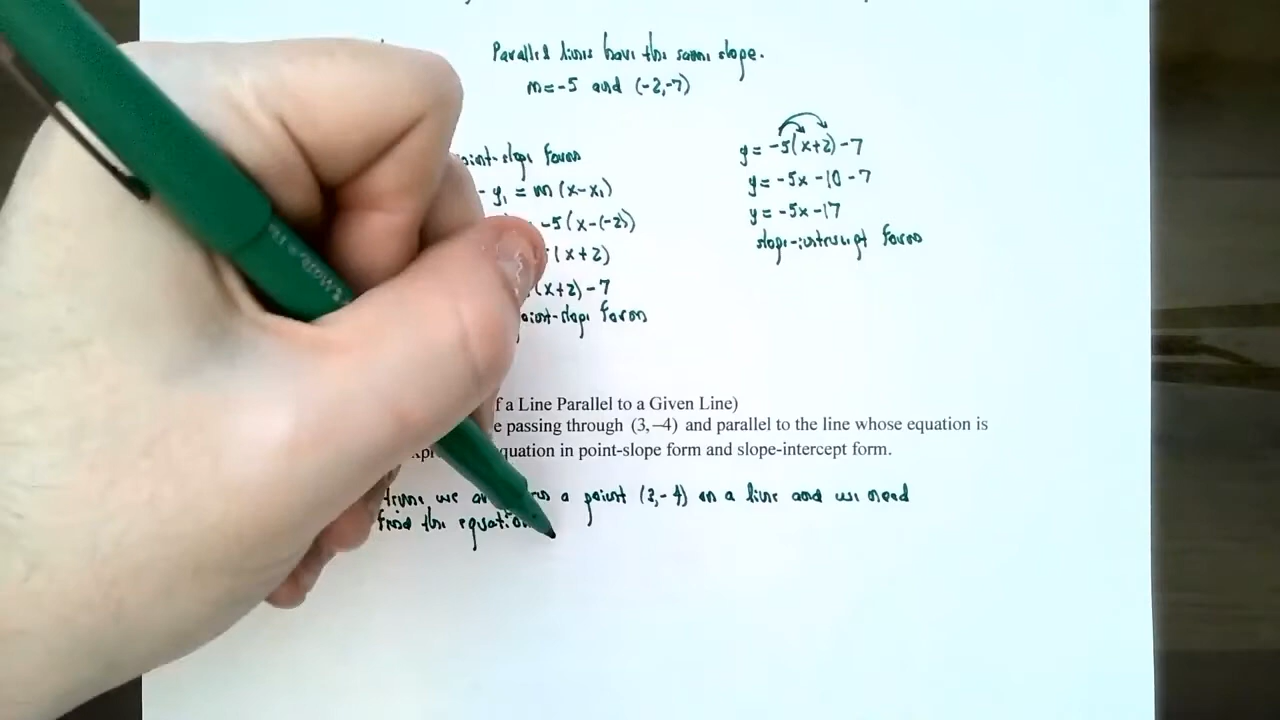 Parallel lines have the same slope.
m=-5 and (-2,-7)
point-slope form
- y₁ = m(x-x₁)
-5(x-(-2))
(x+2)
(x+2)-7
point-slope form
y = -5(x+2)-7
y = -5x -10 -7
y = -5x -17
slope-intercept form
f a Line Parallel to a Given Line)
e passing through (3,–4) and parallel to the line whose equation is
quation in point-slope form and slope-intercept form.
we a point (3,-4) on a line and we need
find the equation